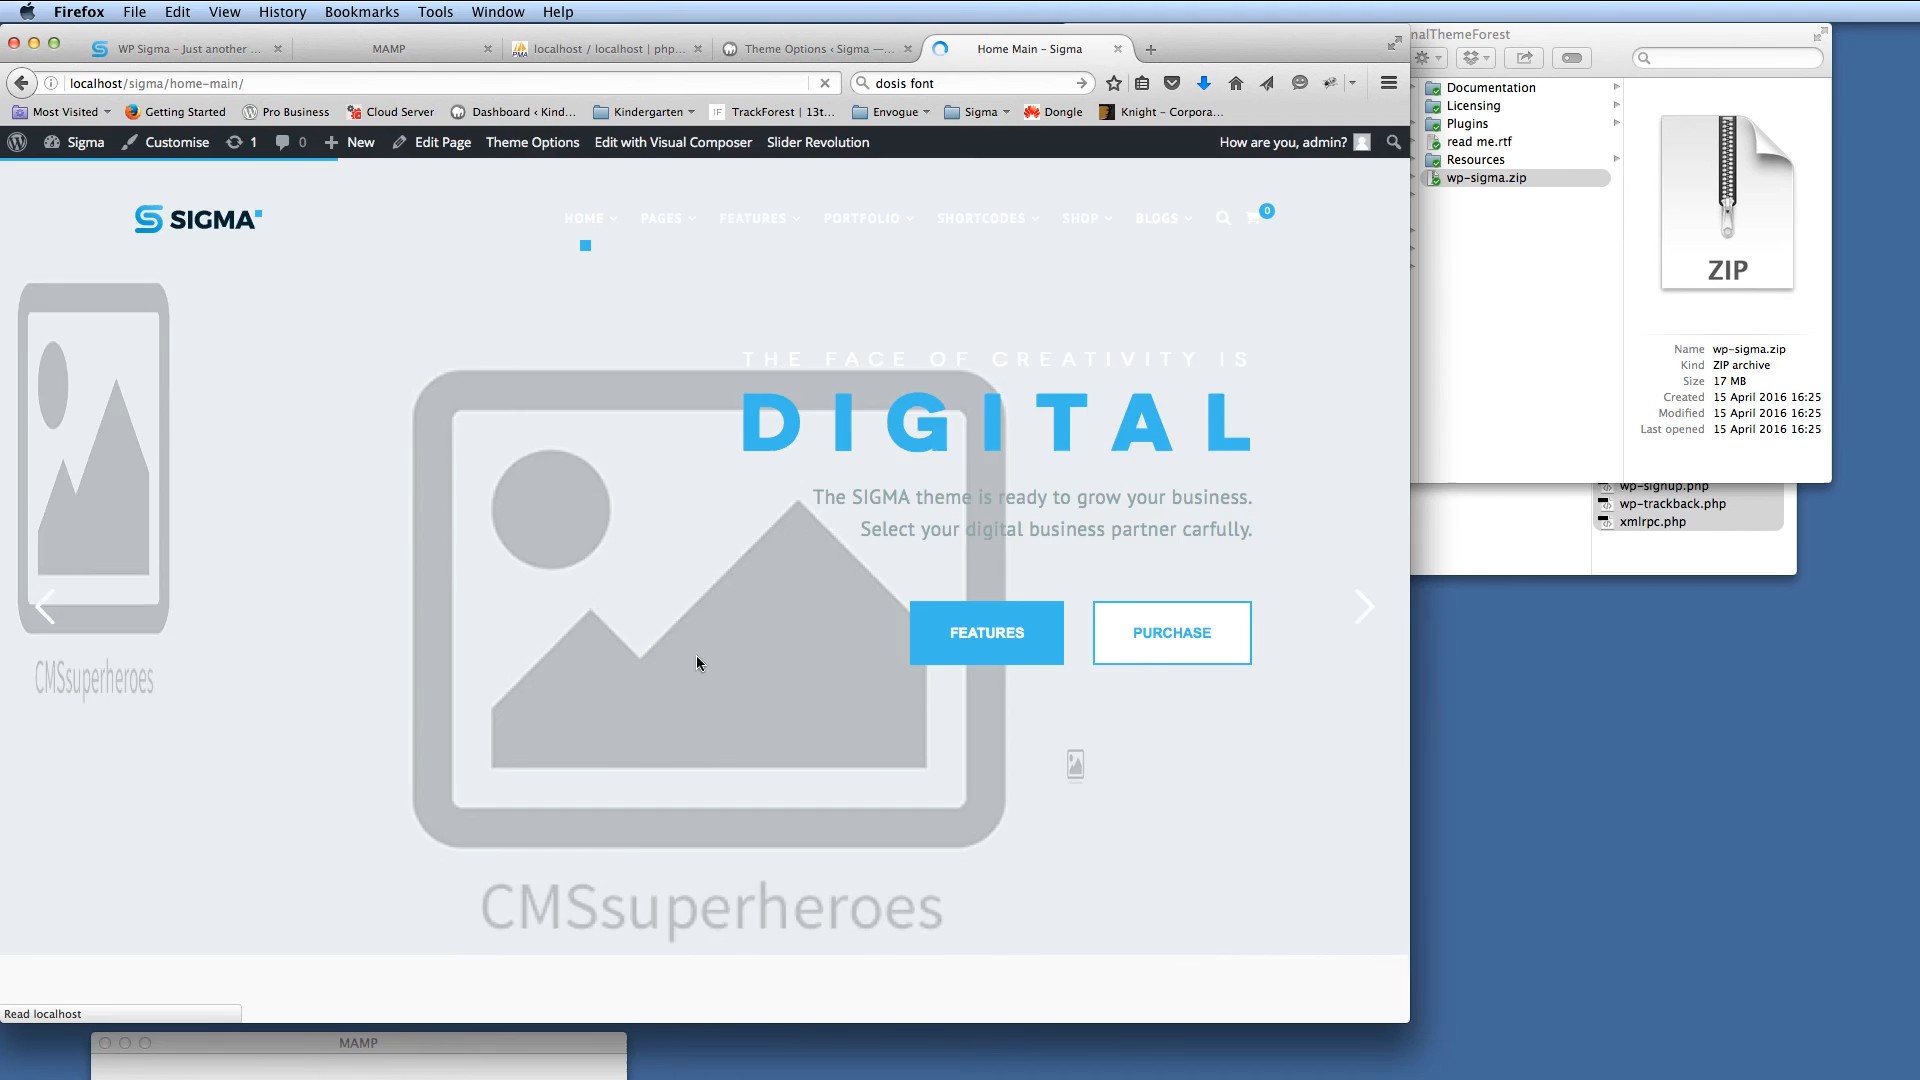 Firefox File Edit View History Bookmarks Tools Window Help
WP Sigma – Just another ...
MAMP
localhost / localhost | php...
Theme Options ‹ Sigma —...
Home Main – Sigma
nalThemeForest
localhost/sigma/home-main/
dosis font
Most Visited
Getting Started
Pro Business
Cloud Server
Dashboard ‹ Kind...
Kindergarten
TrackForest | 13t...
Envogue
Sigma
Dongle
Knight – Corpora...
Sigma Customise 1 0 New Edit Page Theme Options Edit with Visual Composer Slider Revolution How are you, admin?
SIGMA
HOME PAGES FEATURES PORTFOLIO SHORTCODES SHOP BLOGS 0
THE FACE OF CREATIVITY IS
DIGITAL
The SIGMA theme is ready to grow your business.
Select your digital business partner carfully.
FEATURES
PURCHASE
CMSsuperheroes
CMSsuperheroes
Read localhost
MAMP
Documentation
Licensing
Plugins
read me.rtf
Resources
wp-sigma.zip
ZIP
Name wp-sigma.zip
Kind ZIP archive
Size 17 MB
Created 15 April 2016 16:25
Modified 15 April 2016 16:25
Last opened 15 April 2016 16:25
wp-signup.php
wp-trackback.php
xmlrpc.php